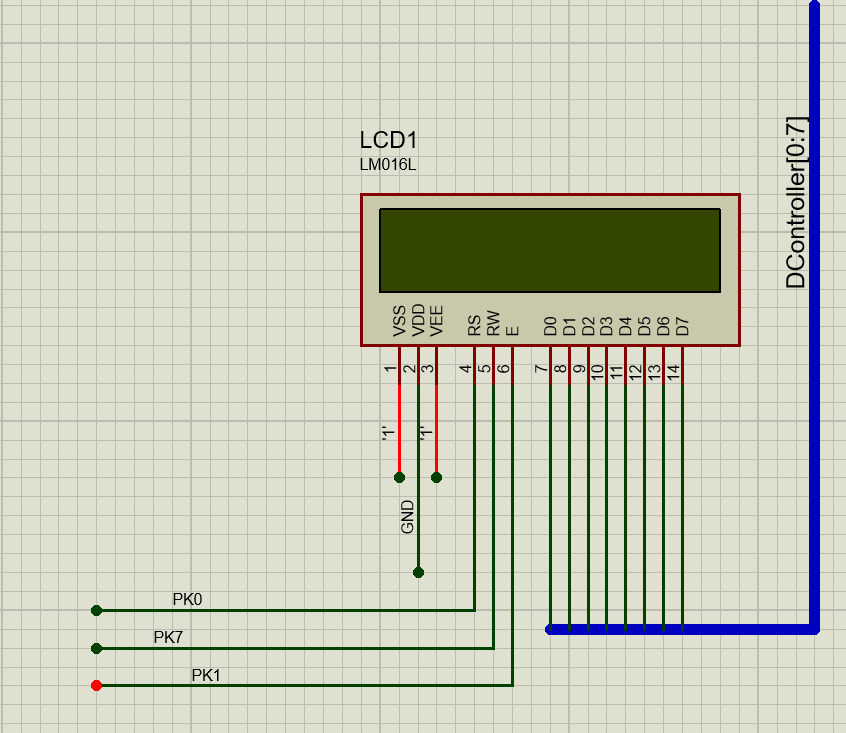 DController[0:7]
LCD1
LM016L
VSS
VDD
VEE
RS
RW
E
D0
D1
D2
D3
D4
D5
D6
D7
1
2
3
4
5
6
7
8
9
10
11
12
13
14
'1'
'1'
GND
PK0
PK7
PK1